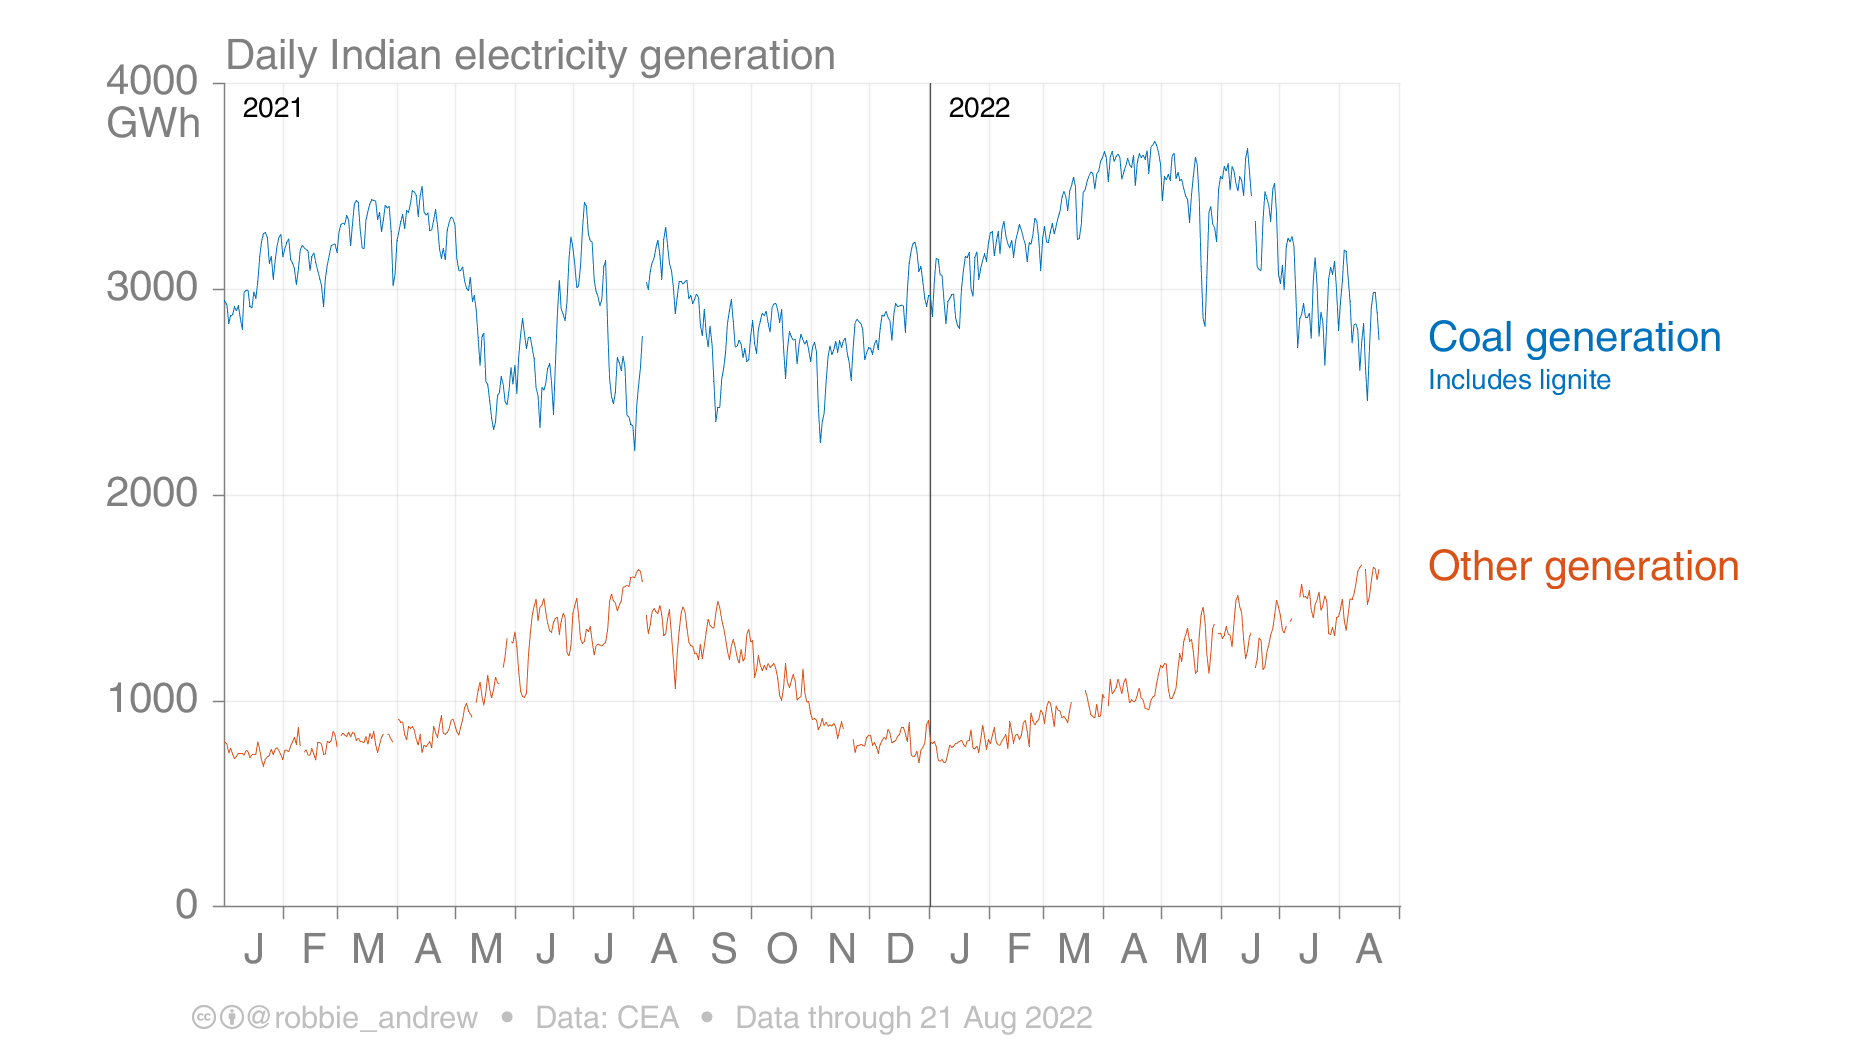 Daily Indian electricity generation
4000
GWh
2021
2022
3000
Coal generation
Includes lignite
2000
Other generation
1000
0
J F M A M J J A S O N D J F M A M J J A
@robbie_andrew • Data: CEA • Data through 21 Aug 2022